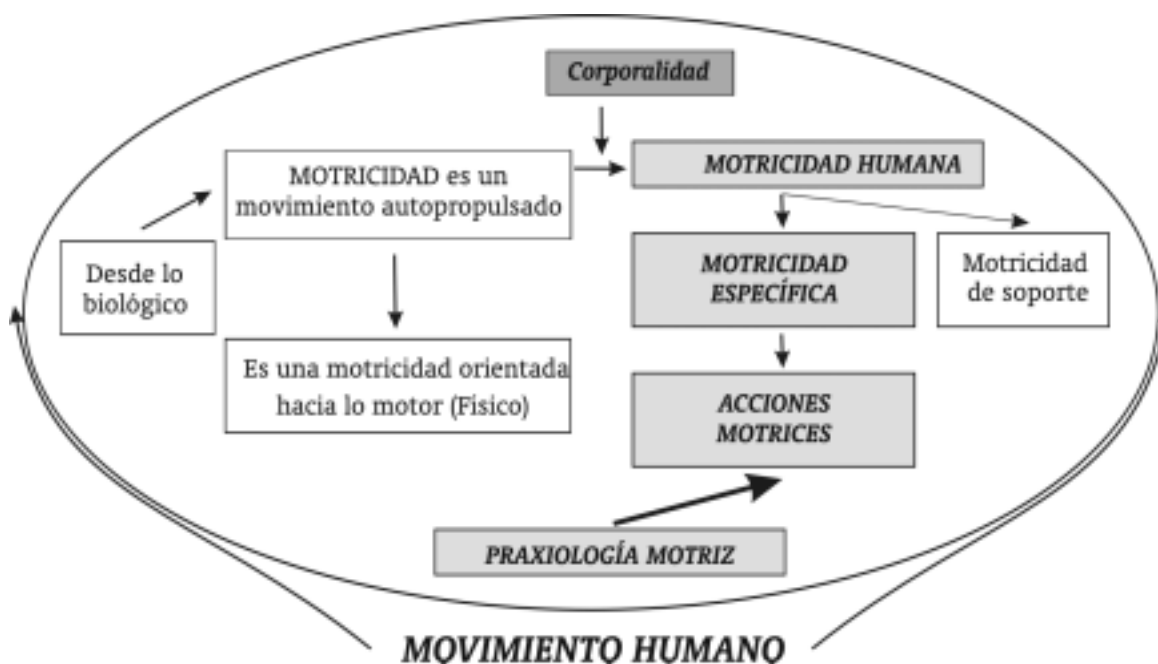 Corporalidad
MOTRICIDAD es un
movimiento autopropulsado
MOTRICIDAD HUMANA
Desde lo
biológico
MOTRICIDAD
ESPECÍFICA
Motricidad
de soporte
Es una motricidad orientada
hacia lo motor (Fisico)
ACCIONES
MOTRICES
PRAXIOLOGÍA MOTRIZ
MOVIMIENTO HUMANO